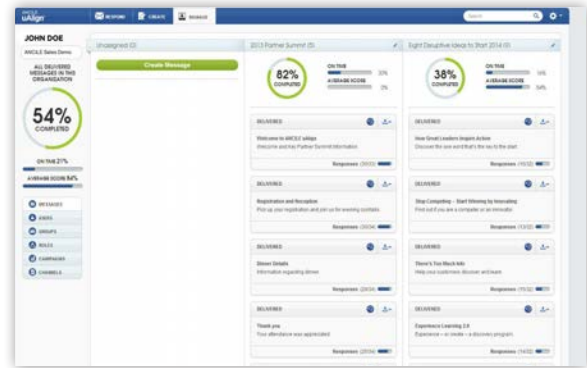 ANCILE
uAlign
RESPOND
CREATE
MANAGE
Search
JOHN DOE
ANCILE Sales Demo
ALL DELIVERED
MESSAGES IN THIS
ORGANIZATION
54%
COMPLETED
ON TIME 21%
AVERAGE SCORE 84%
MESSAGES
USERS
GROUPS
ROLES
CAMPAIGNS
CHANNELS
Unassigned (0)
Create Message
2013 Partner Summit (5)
82%
COMPLETED
ON TIME
AVERAGE SCORE
DELIVERED
Welcome to ANCILE uAlign
Welcome and Key Partner Summit Information
Responses
DELIVERED
Registration and Reception
Pick up your registration and join us for evening cocktails
Responses
DELIVERED
Dinner Details
Information regarding dinner
Responses
DELIVERED
Thank you
Your attendance was appreciated
Responses
Eight Disruptive Ideas to Start 2014 (8)
38%
COMPLETED
ON TIME
AVERAGE SCORE
DELIVERED
How Great Leaders Inspire Action
Discover the one word that's the key to the start
Responses
DELIVERED
Stop Competing - Start Winning by Innovating
Find out if you are a competer or an innovator
Responses
DELIVERED
There's Too Much Info
Help your customers discover and learn
Responses
DELIVERED
Experience Learning 2.0
Experience – or create – a discovery program.
Responses